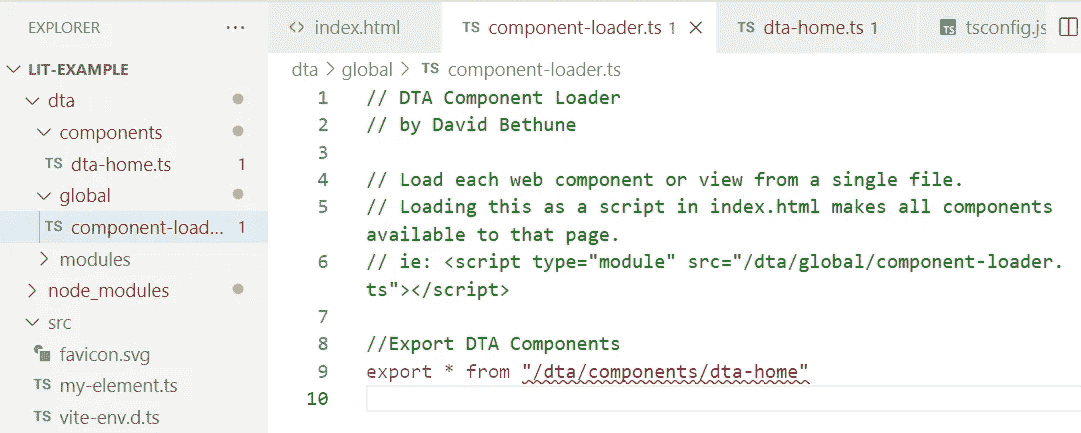 EXPLORER ···
LIT-EXAMPLE
dta
components
TS dta-home.ts 1
global
TS component-load... 1
modules
node_modules
src
favicon.svg
TS my-element.ts
TS vite-env.d.ts
<> index.html TS component-loader.ts 1 × TS dta-home.ts 1 TS tsconfig.js
dta > global > TS component-loader.ts
1 // DTA Component Loader
2 // by David Bethune
3
4 // Load each web component or view from a single file.
5 // Loading this as a script in index.html makes all components
available to that page.
6 // ie: <script type="module" src="/dta/global/component-loader.
ts"></script>
7
8 //Export DTA Components
9 export * from "/dta/components/dta-home"
10